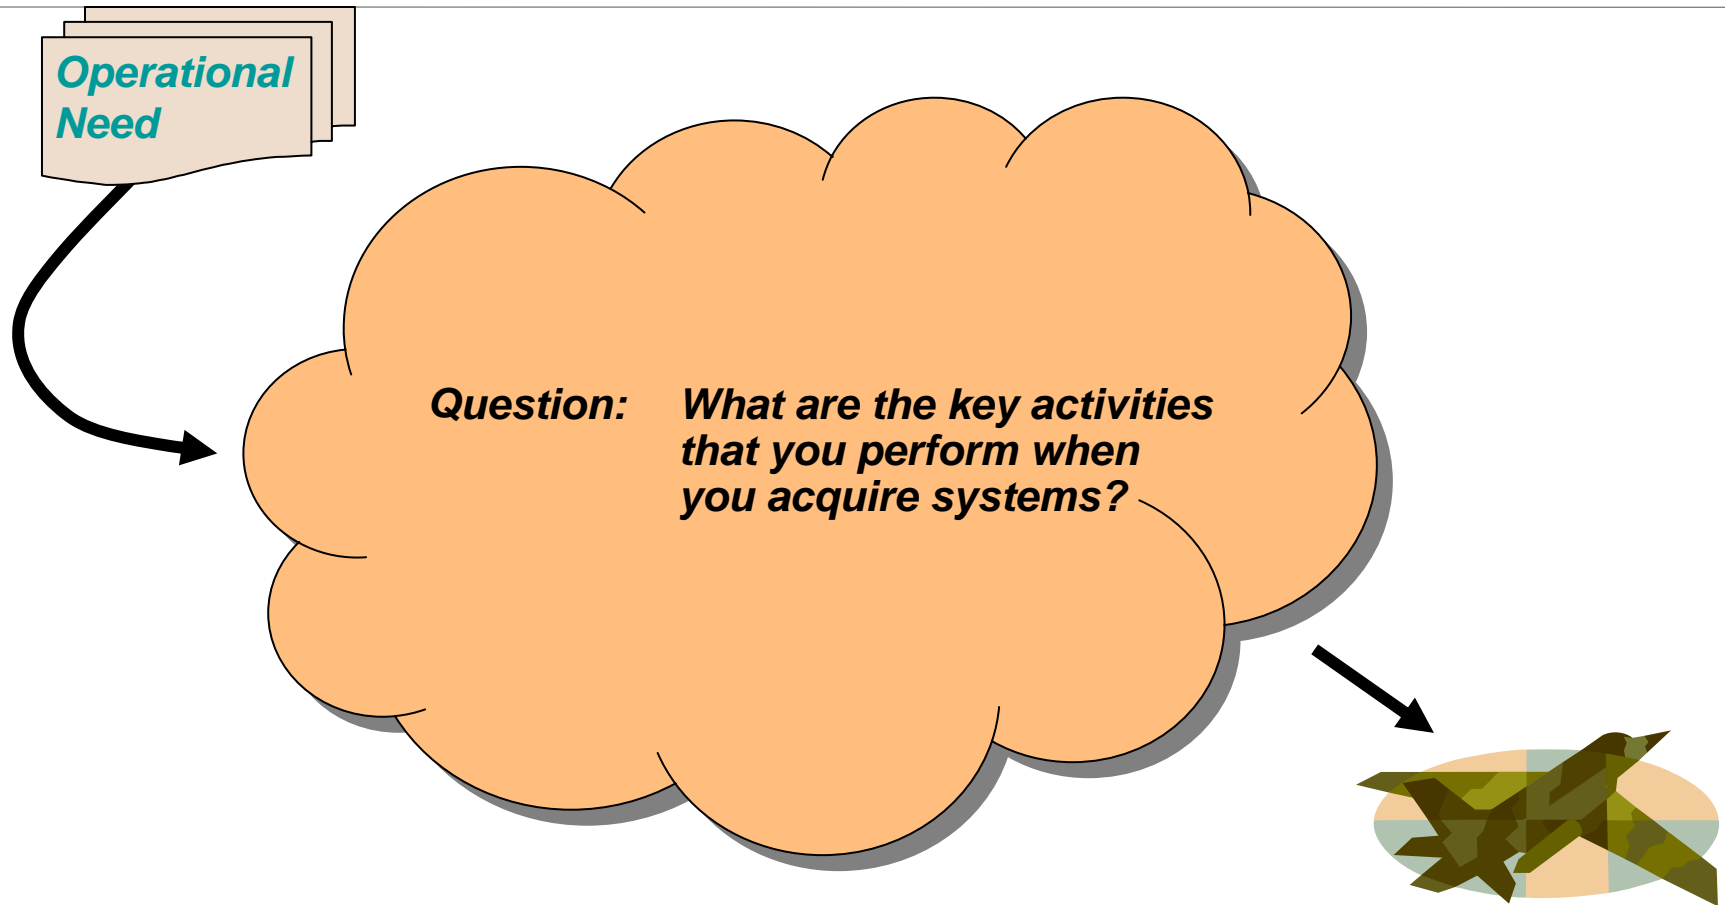 Operational
Need
Question: What are the key activities
that you perform when
you acquire systems?